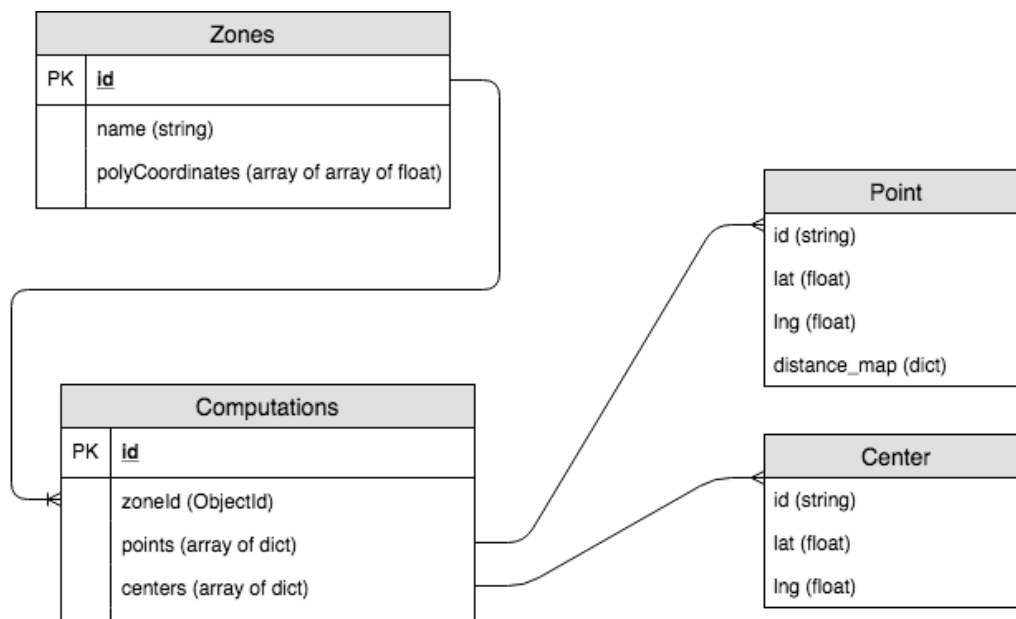 Zones
PK id
name (string)
polyCoordinates (array of array of float)
Point
id (string)
lat (float)
lng (float)
distance_map (dict)
Computations
PK id
zoneId (ObjectId)
points (array of dict)
centers (array of dict)
Center
id (string)
lat (float)
lng (float)